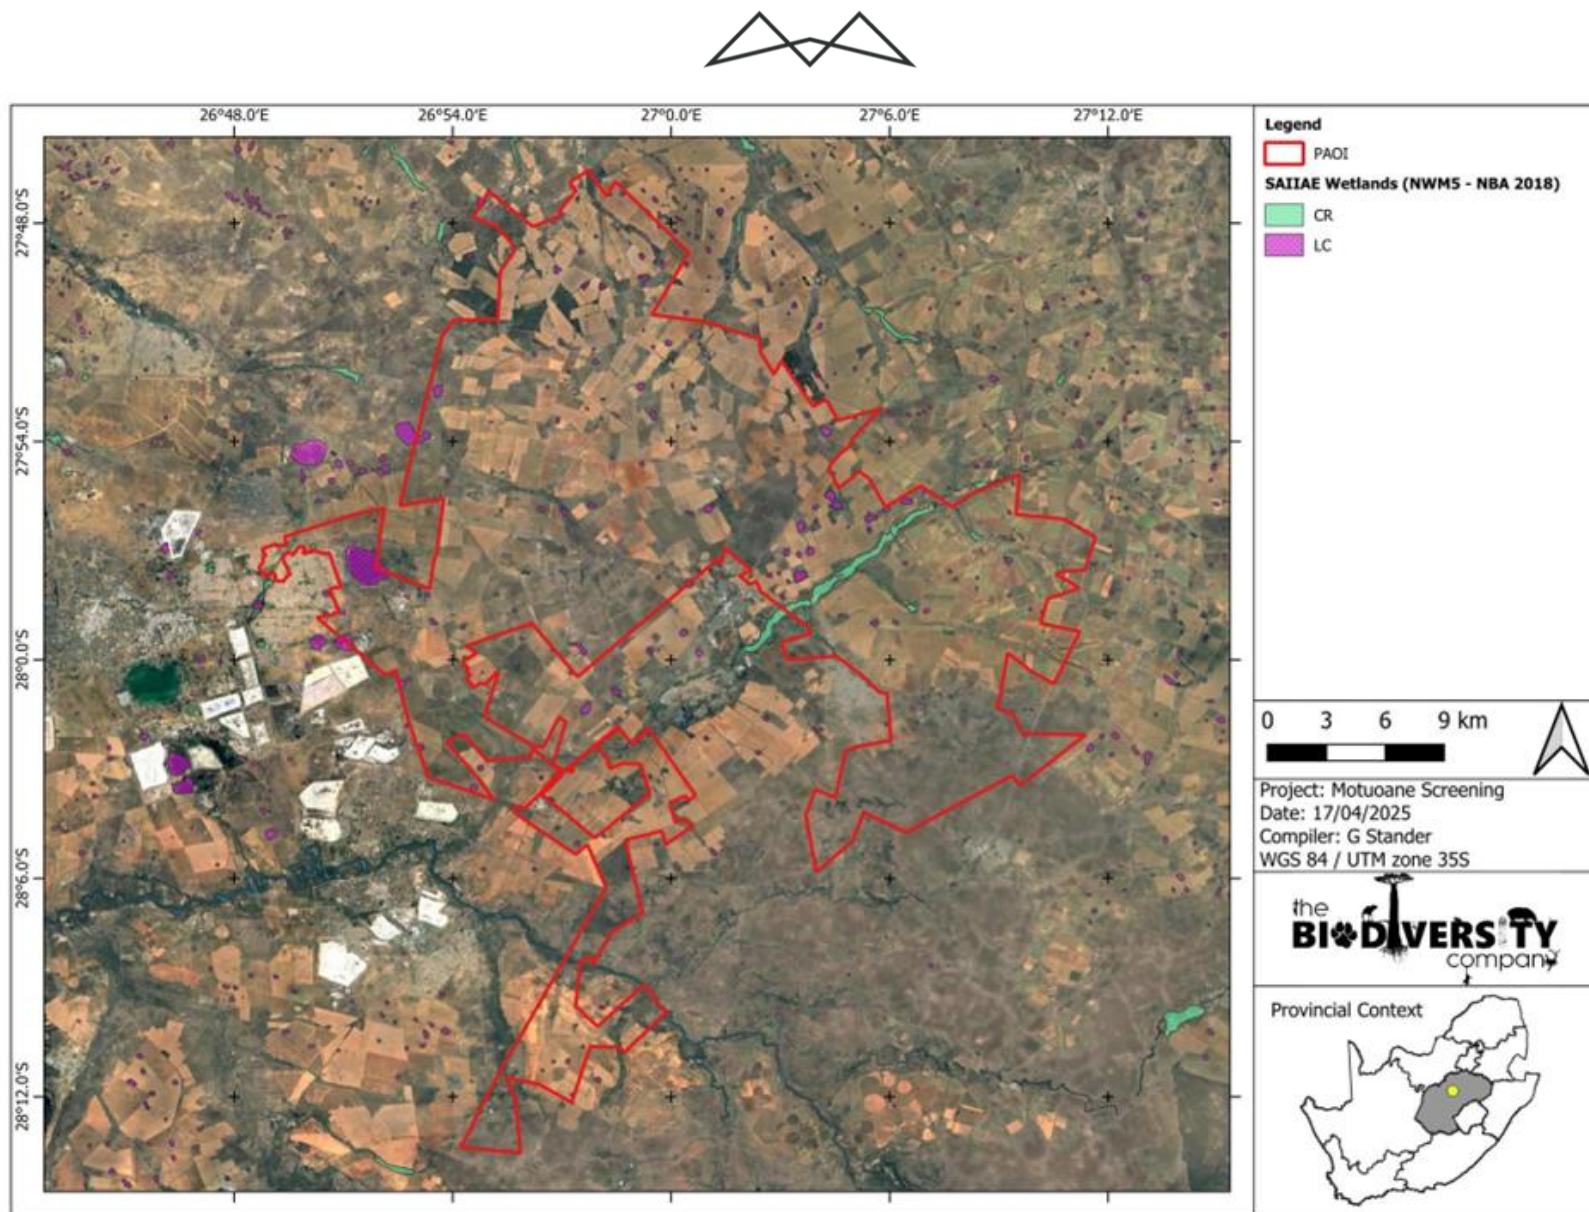 26°48.0'E
26°54.0'E
27°0.0'E
27°6.0'E
27°12.0'E
27°48.0'S
27°54.0'S
28°0.0'S
28°6.0'S
28°12.0'S
Legend
PAOI
SAIIAE Wetlands (NWM5 - NBA 2018)
CR
LC
0 3 6 9 km
Project: Motuoane Screening
Date: 17/04/2025
Compiler: G Stander
WGS 84 / UTM zone 35S
the
BIODIVERSITY
company
Provincial Context